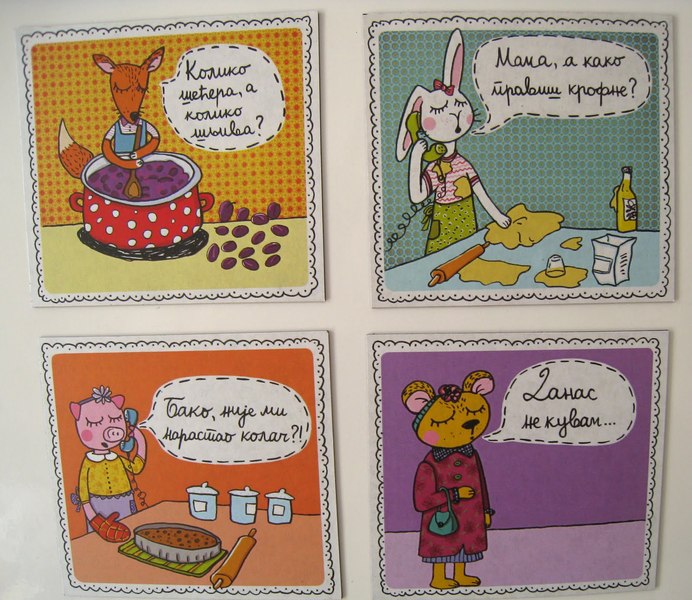 Колико
шећера, а
колико
шљива?
Мама, а како
правиш крофне?
Бако, није ми
нарастао колач?!
Данас
не кувам...